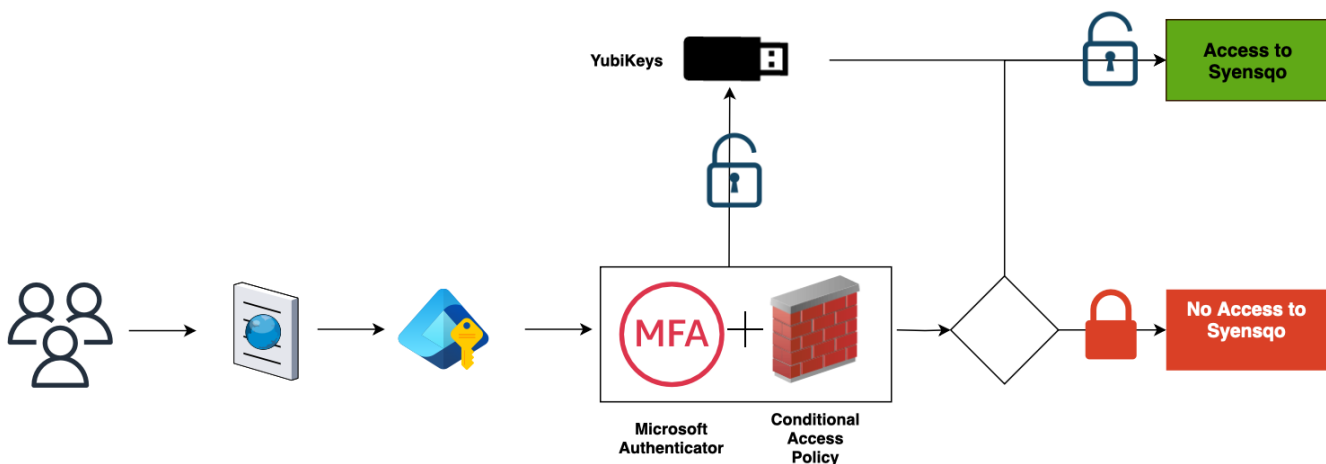 YubiKeys
Access to
Syensqo
MFA
No Access to
Syensqo
Microsoft
Authenticator
Conditional
Access
Policy